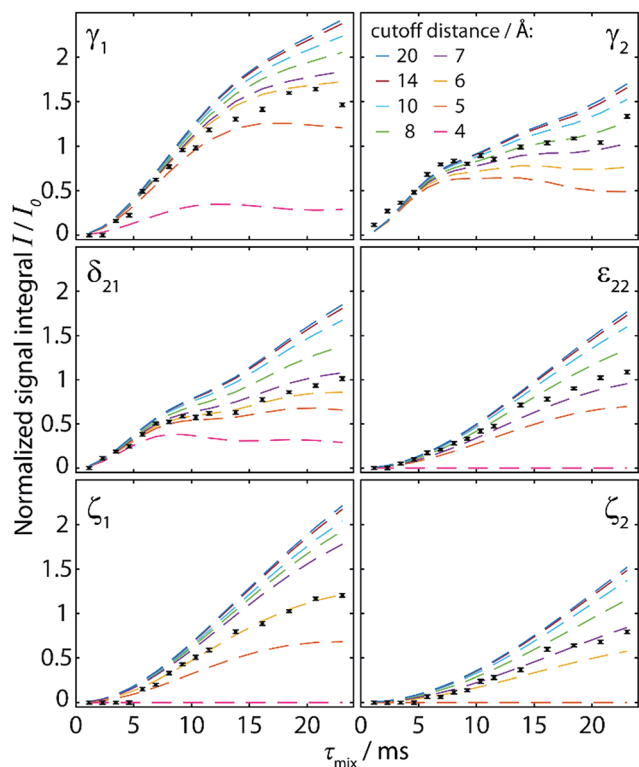 γ1
cutoff distance / Å:
20 7
14 6
10 5
8 4
γ2
2
1.5
1
0.5
0
δ21
ε22
2
1.5
1
0.5
0
ζ1
ζ2
2
1.5
1
0.5
0
0 5 10 15 20
0 5 10 15 20 25
Normalized signal integral I / I0
τmix / ms